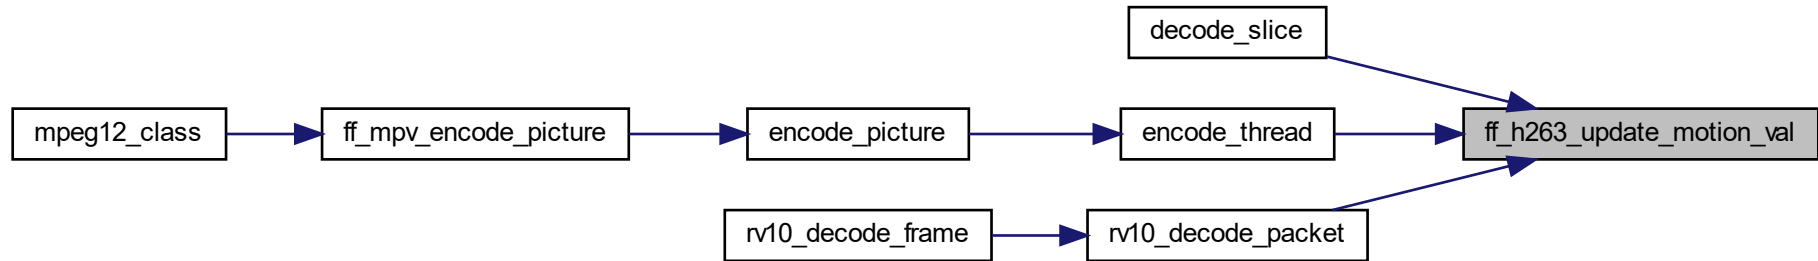 decode_slice
mpeg12_class
ff_mpv_encode_picture
encode_picture
encode_thread
ff_h263_update_motion_val
rv10_decode_frame
rv10_decode_packet